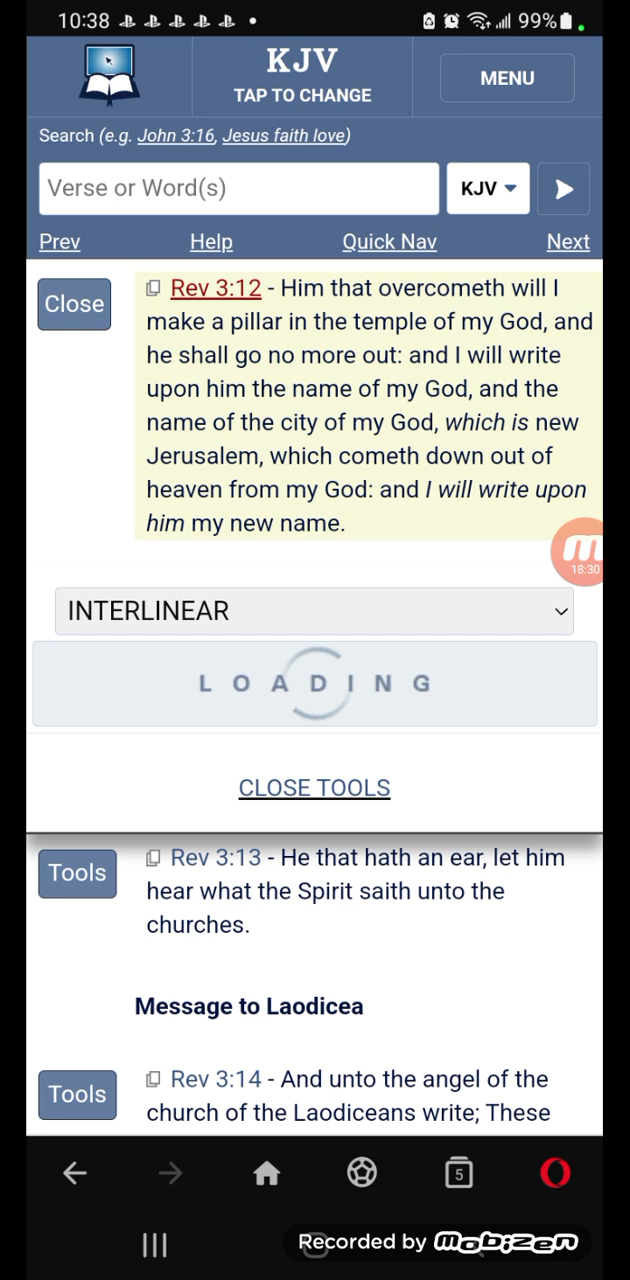 10:38
99%
KJV
TAP TO CHANGE
MENU
Search (e.g. John 3:16, Jesus faith love)
Verse or Word(s)
KJV
Prev
Help
Quick Nav
Next
Close
Rev 3:12 - Him that overcometh will I
make a pillar in the temple of my God, and
he shall go no more out: and I will write
upon him the name of my God, and the
name of the city of my God, which is new
Jerusalem, which cometh down out of
heaven from my God: and I will write upon
him my new name.
18:30
INTERLINEAR
LOADING
CLOSE TOOLS
Tools
Rev 3:13 - He that hath an ear, let him
hear what the Spirit saith unto the
churches.
Message to Laodicea
Tools
Rev 3:14 - And unto the angel of the
church of the Laodiceans write; These
5
Recorded by mobizen